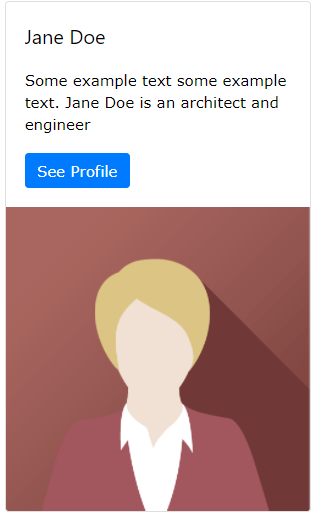 Jane Doe
Some example text some example
text. Jane Doe is an architect and
engineer
See Profile